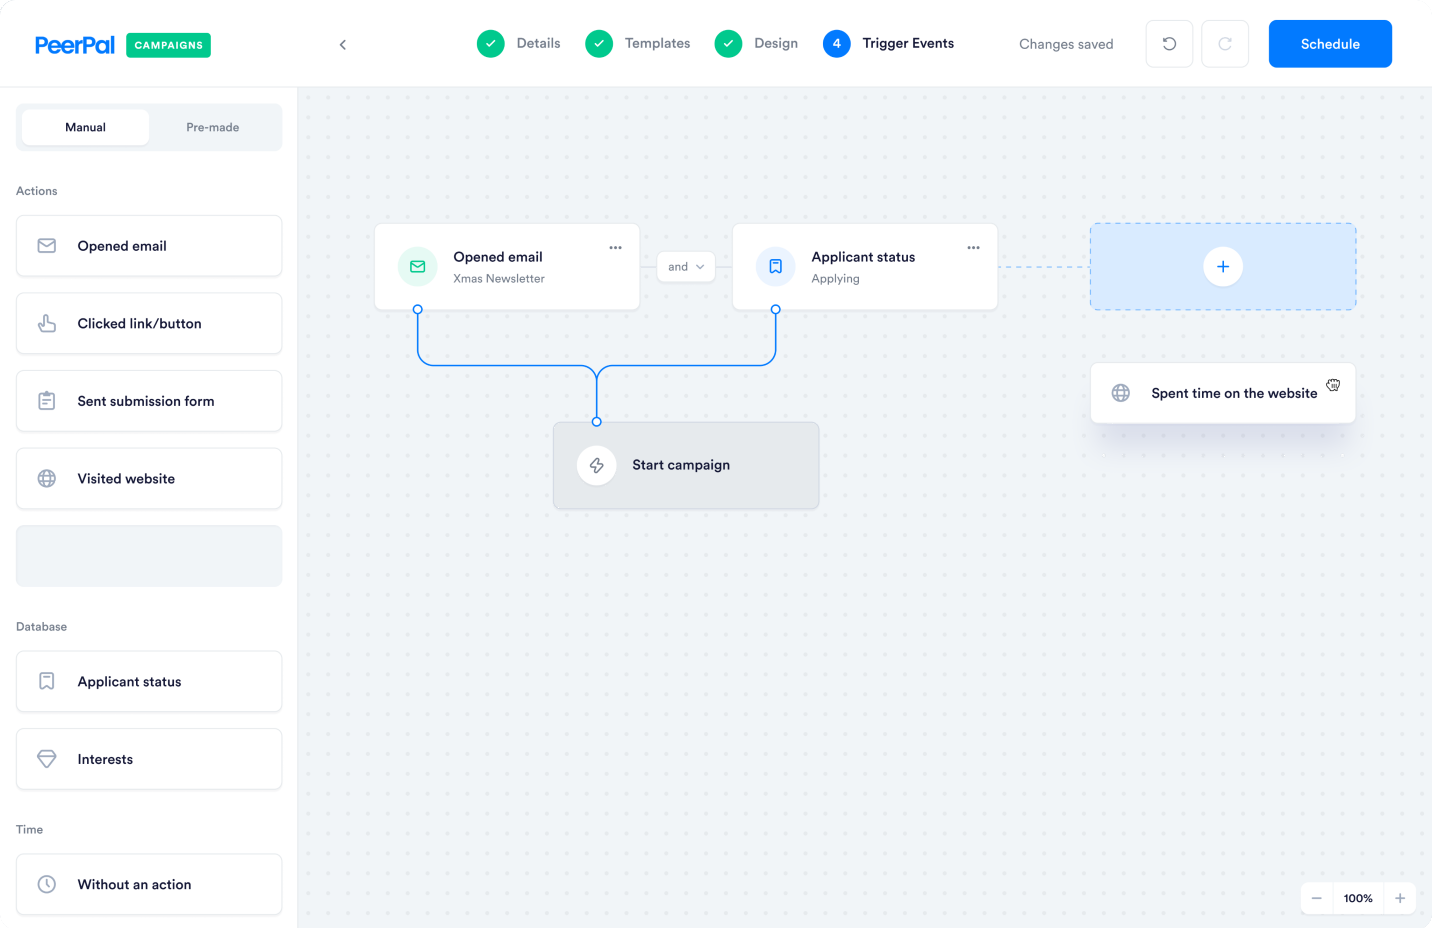 PeerPal CAMPAIGNS
Details
Templates
Design
4 Trigger Events
Changes saved
Schedule
Manual
Pre-made
Actions
Opened email
Clicked link/button
Sent submission form
Visited website
Database
Applicant status
Interests
Time
Without an action
Opened email
Xmas Newsletter
and
Applicant status
Applying
Spent time on the website
Start campaign
100%